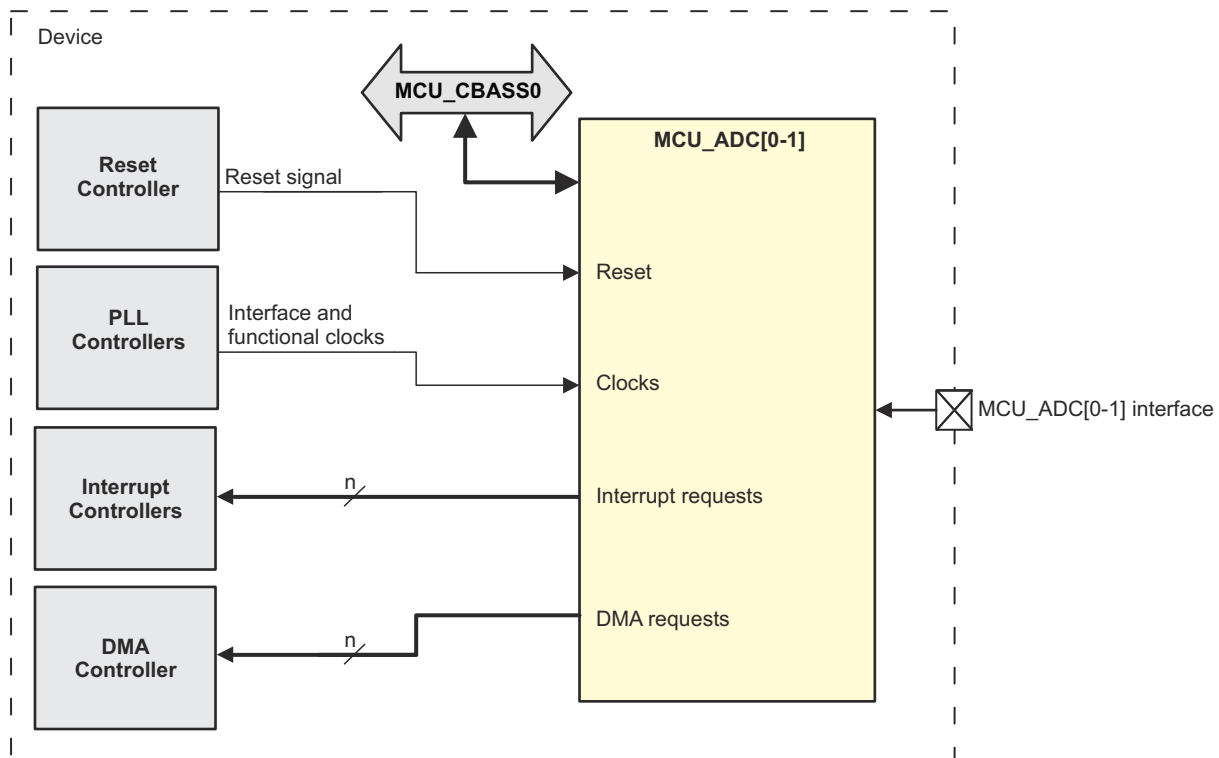 Device
MCU_CBASS0
MCU_ADC[0-1]
Reset
Controller
Reset signal
Reset
PLL
Controllers
Interface and
functional clocks
Clocks
MCU_ADC[0-1] interface
Interrupt
Controllers
n
Interrupt requests
DMA
Controller
n
DMA requests